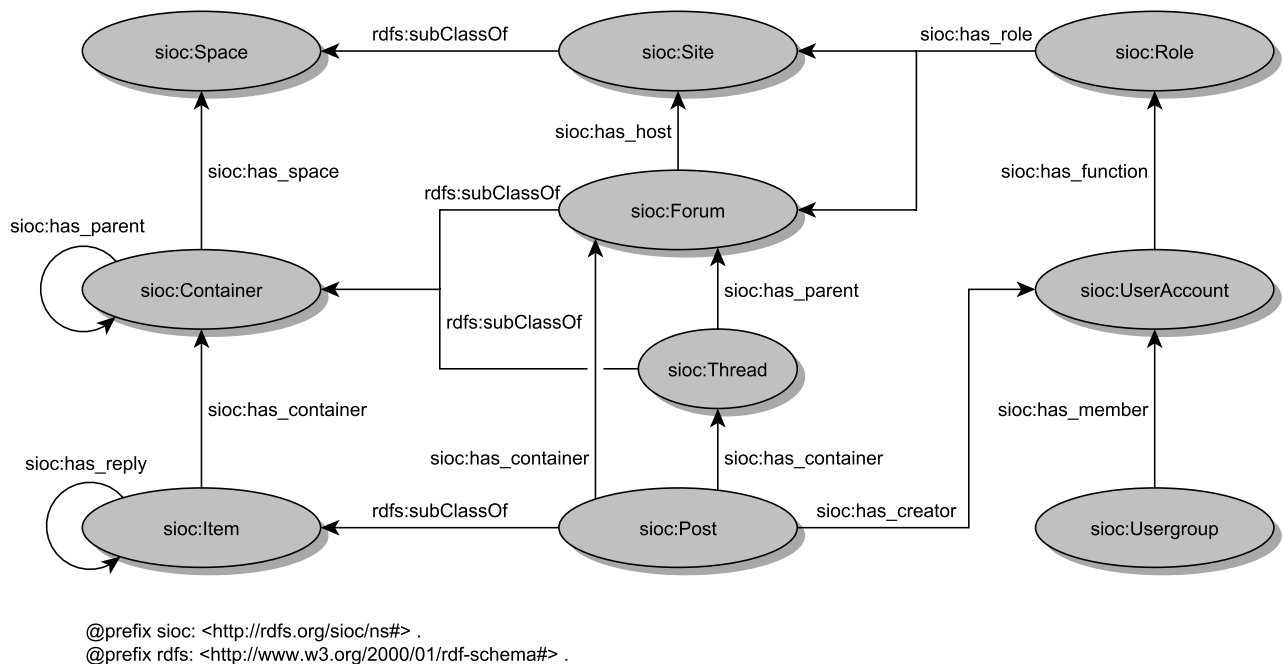 sioc:Space
rdfs:subClassOf
sioc:Site
sioc:has_role
sioc:Role
sioc:has_host
sioc:has_space
rdfs:subClassOf
sioc:has_function
sioc:Forum
sioc:has_parent
sioc:Container
sioc:has_parent
sioc:UserAccount
rdfs:subClassOf
sioc:Thread
sioc:has_container
sioc:has_member
sioc:has_reply
sioc:has_container
sioc:has_container
rdfs:subClassOf
sioc:has_creator
sioc:Item
sioc:Post
sioc:Usergroup
@prefix sioc: <http://rdfs.org/sioc/ns#> .
@prefix rdfs: <http://www.w3.org/2000/01/rdf-schema#> .